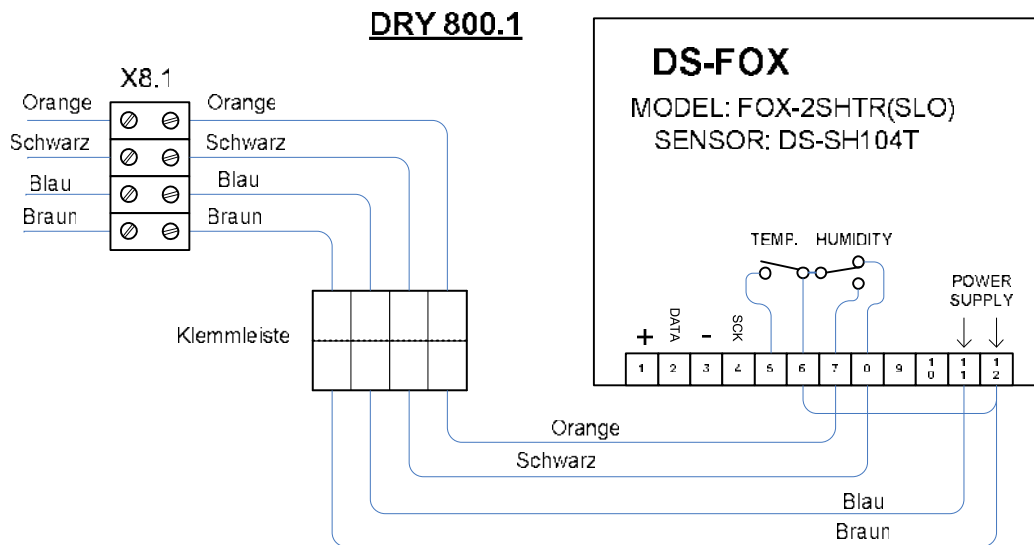 DRY 800.1
X8.1
Orange
Orange
Schwarz
Schwarz
Blau
Blau
Braun
Braun
Klemmleiste
DS-FOX
MODEL: FOX-2SHTR(SLO)
SENSOR: DS-SH104T
TEMP. HUMIDITY
POWER
SUPPLY
+ DATA - SCK
1 2 3 4 5 6 7 8 9 10 11 12
Orange
Schwarz
Blau
Braun